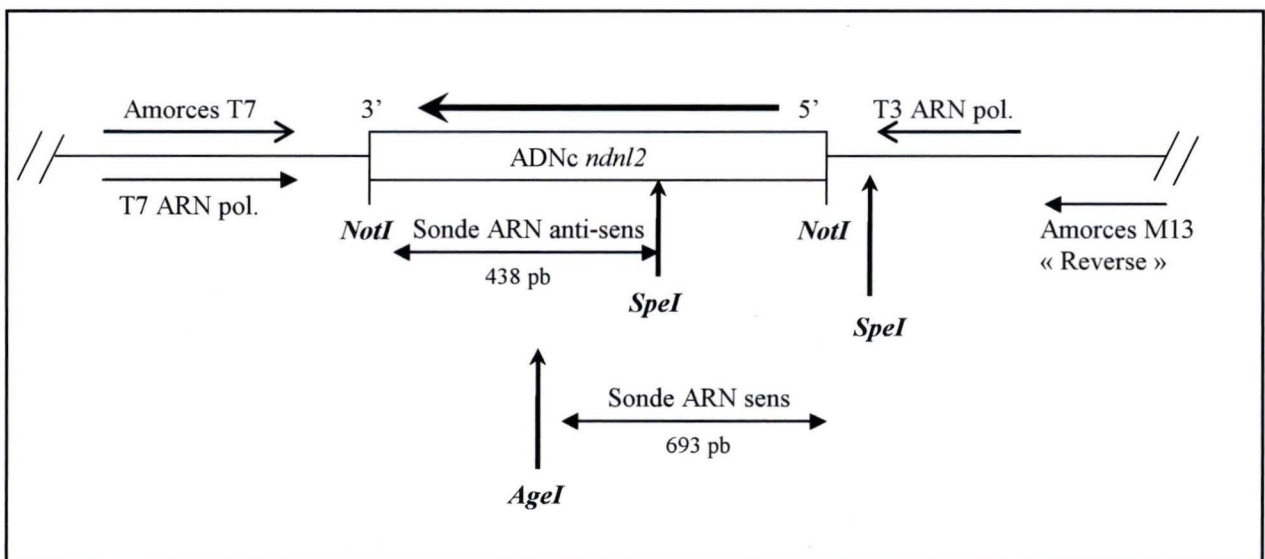 Amorces T7
3’
5’
T3 ARN pol.
ADNc ndnl2
T7 ARN pol.
NotI
Sonde ARN anti-sens
NotI
Amorces M13
« Reverse »
438 pb
SpeI
SpeI
Sonde ARN sens
693 pb
AgeI